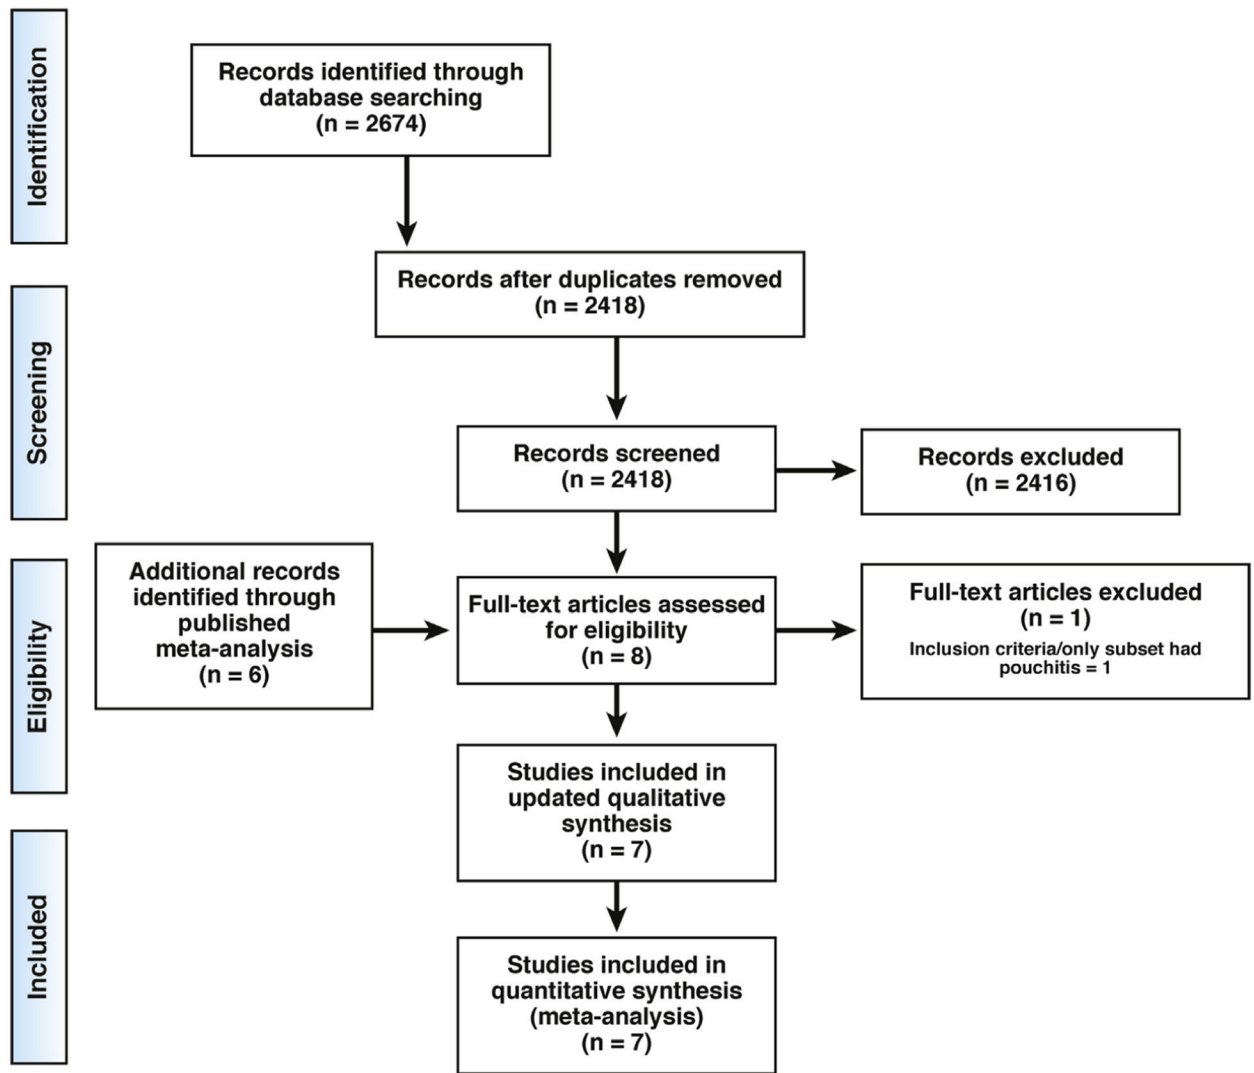 Identification
Records identified through
database searching
(n = 2674)
Records after duplicates removed
(n = 2418)
Screening
Records screened
(n = 2418)
Records excluded
(n = 2416)
Eligibility
Additional records
identified through
published
meta-analysis
(n = 6)
Full-text articles assessed
for eligibility
(n = 8)
Full-text articles excluded
(n = 1)
Inclusion criteria/only subset had
pouchitis = 1
Studies included in
updated qualitative
synthesis
(n = 7)
Included
Studies included in
quantitative synthesis
(meta-analysis)
(n = 7)